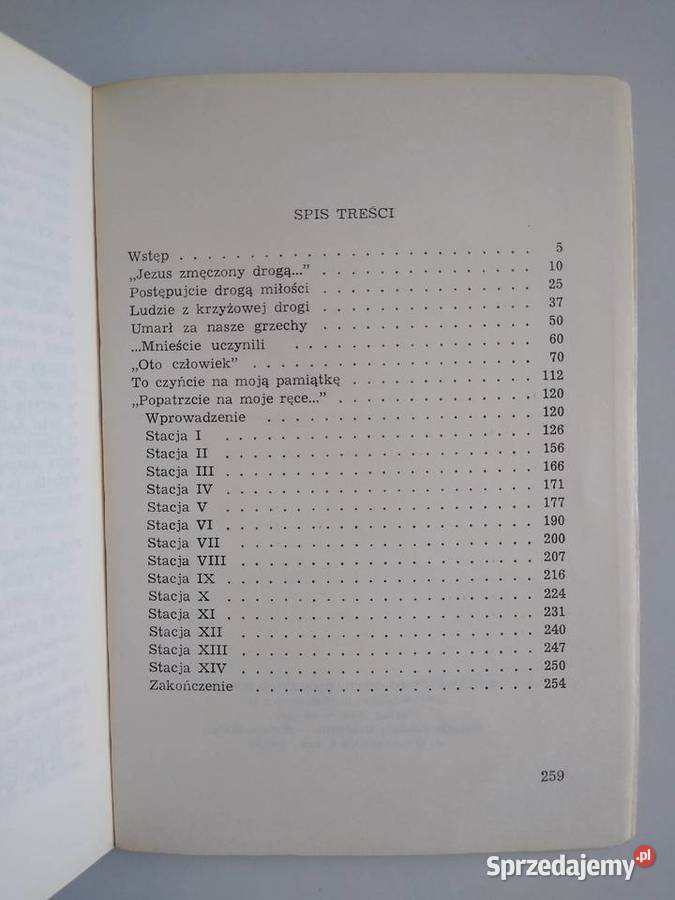 SPIS TREŚCI
Wstęp . . . . . . . . . . . . . . . . . . . . . . . . . 5
„Jezus zmęczony drogą..." . . . . . . . . . . . . . . . 10
Postępujcie drogą miłości . . . . . . . . . . . . . . . 25
Ludzie z krzyżowej drogi . . . . . . . . . . . . . . . 37
Umarł za nasze grzechy . . . . . . . . . . . . . . . 50
...Mnieście uczynili . . . . . . . . . . . . . . . . . 60
„Oto człowiek" . . . . . . . . . . . . . . . . . . . . 70
To czyńcie na moją pamiątkę . . . . . . . . . . . . . . 112
„Popatrzcie na moje ręce..." . . . . . . . . . . . . . . 120
Wprowadzenie . . . . . . . . . . . . . . . . . . . 120
Stacja I . . . . . . . . . . . . . . . . . . . . . . 126
Stacja II . . . . . . . . . . . . . . . . . . . . . . 156
Stacja III . . . . . . . . . . . . . . . . . . . . . . 166
Stacja IV . . . . . . . . . . . . . . . . . . . . . . 171
Stacja V . . . . . . . . . . . . . . . . . . . . . . 177
Stacja VI . . . . . . . . . . . . . . . . . . . . . . 190
Stacja VII . . . . . . . . . . . . . . . . . . . . . 200
Stacja VIII . . . . . . . . . . . . . . . . . . . . . 207
Stacja IX . . . . . . . . . . . . . . . . . . . . . . 216
Stacja X . . . . . . . . . . . . . . . . . . . . . . 224
Stacja XI . . . . . . . . . . . . . . . . . . . . . . 231
Stacja XII . . . . . . . . . . . . . . . . . . . . . 240
Stacja XIII . . . . . . . . . . . . . . . . . . . . . 247
Stacja XIV . . . . . . . . . . . . . . . . . . . . . 250
Zakończenie . . . . . . . . . . . . . . . . . . . . 254
259
Sprzedajemy.pl